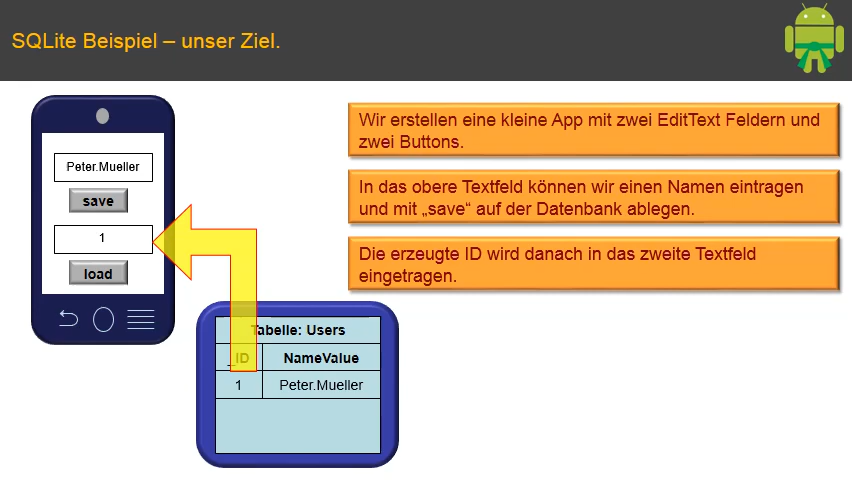 SQLite Beispiel – unser Ziel.
Peter.Mueller
save
1
load
Wir erstellen eine kleine App mit zwei EditText Feldern und
zwei Buttons.
In das obere Textfeld können wir einen Namen eintragen
und mit „save“ auf der Datenbank ablegen.
Die erzeugte ID wird danach in das zweite Textfeld
eingetragen.
Tabelle: Users
_ID NameValue
1 Peter.Mueller